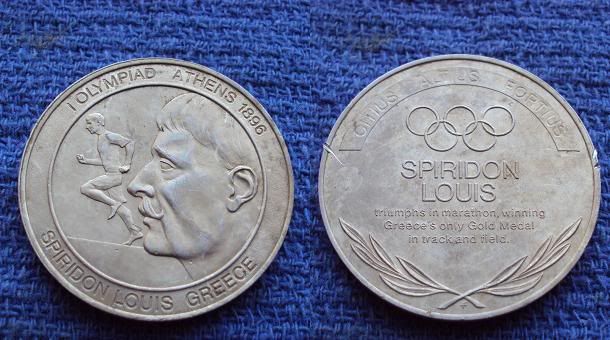 I OLYMPIAD ATHENS 1896
SPIRIDON LOUIS GREECE
CITIUS ALTIUS FORTIUS
SPIRIDON
LOUIS
triumphs in marathon, winning
Greece's only Gold Medal
in track and field.